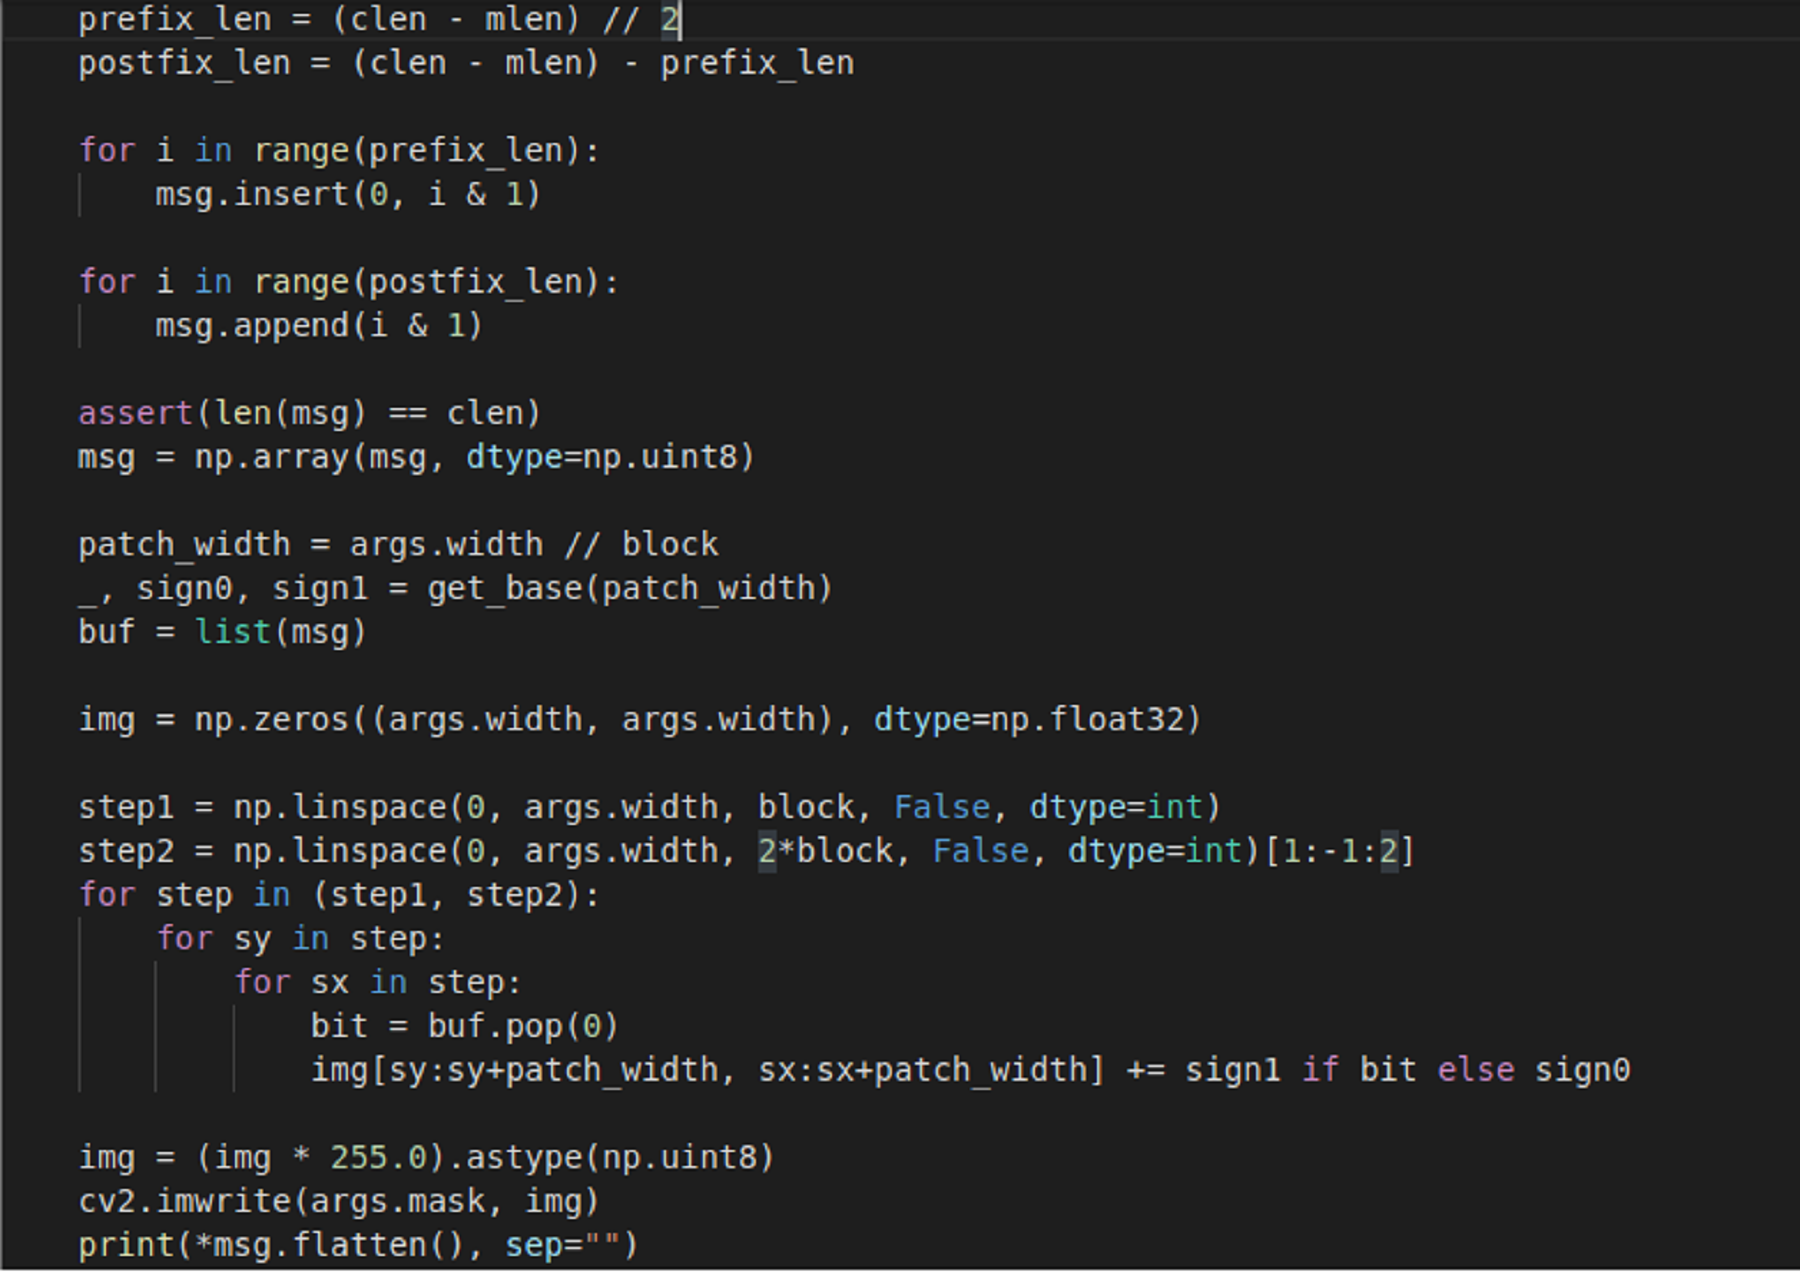 prefix_len = (clen - mlen) // 2
postfix_len = (clen - mlen) - prefix_len
for i in range(prefix_len):
    msg.insert(0, i & 1)
for i in range(postfix_len):
    msg.append(i & 1)
assert(len(msg) == clen)
msg = np.array(msg, dtype=np.uint8)
patch_width = args.width // block
_, sign0, sign1 = get_base(patch_width)
buf = list(msg)
img = np.zeros((args.width, args.width), dtype=np.float32)
step1 = np.linspace(0, args.width, block, False, dtype=int)
step2 = np.linspace(0, args.width, 2*block, False, dtype=int)[1:-1:2]
for step in (step1, step2):
    for sy in step:
        for sx in step:
            bit = buf.pop(0)
            img[sy:sy+patch_width, sx:sx+patch_width] += sign1 if bit else sign0
img = (img * 255.0).astype(np.uint8)
cv2.imwrite(args.mask, img)
print(*msg.flatten(), sep="")